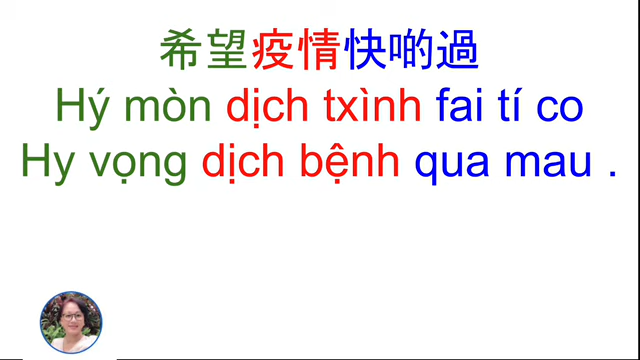 希望疫情快啲過
Hý mòn dịch txình fai tí co
Hy vọng dịch bệnh qua mau .